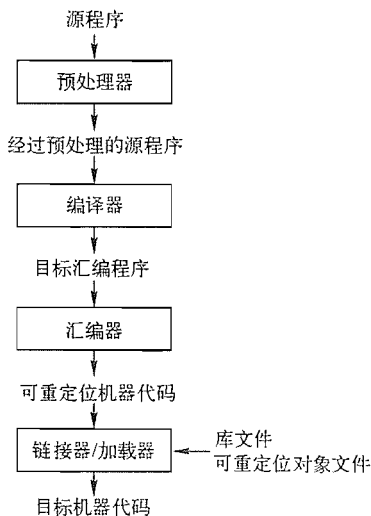 源程序
预处理器
经过预处理的源程序
编译器
目标汇编程序
汇编器
可重定位机器代码
链接器/加载器
库文件
可重定位对象文件
目标机器代码